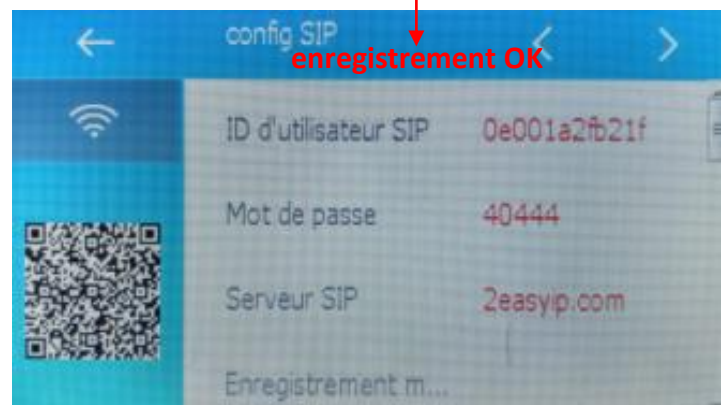 config SIP
enregistrement OK
ID d'utilisateur SIP 0e001a2fb21f
Mot de passe 40444
Serveur SIP 2easyip.com
Enregistrement m...